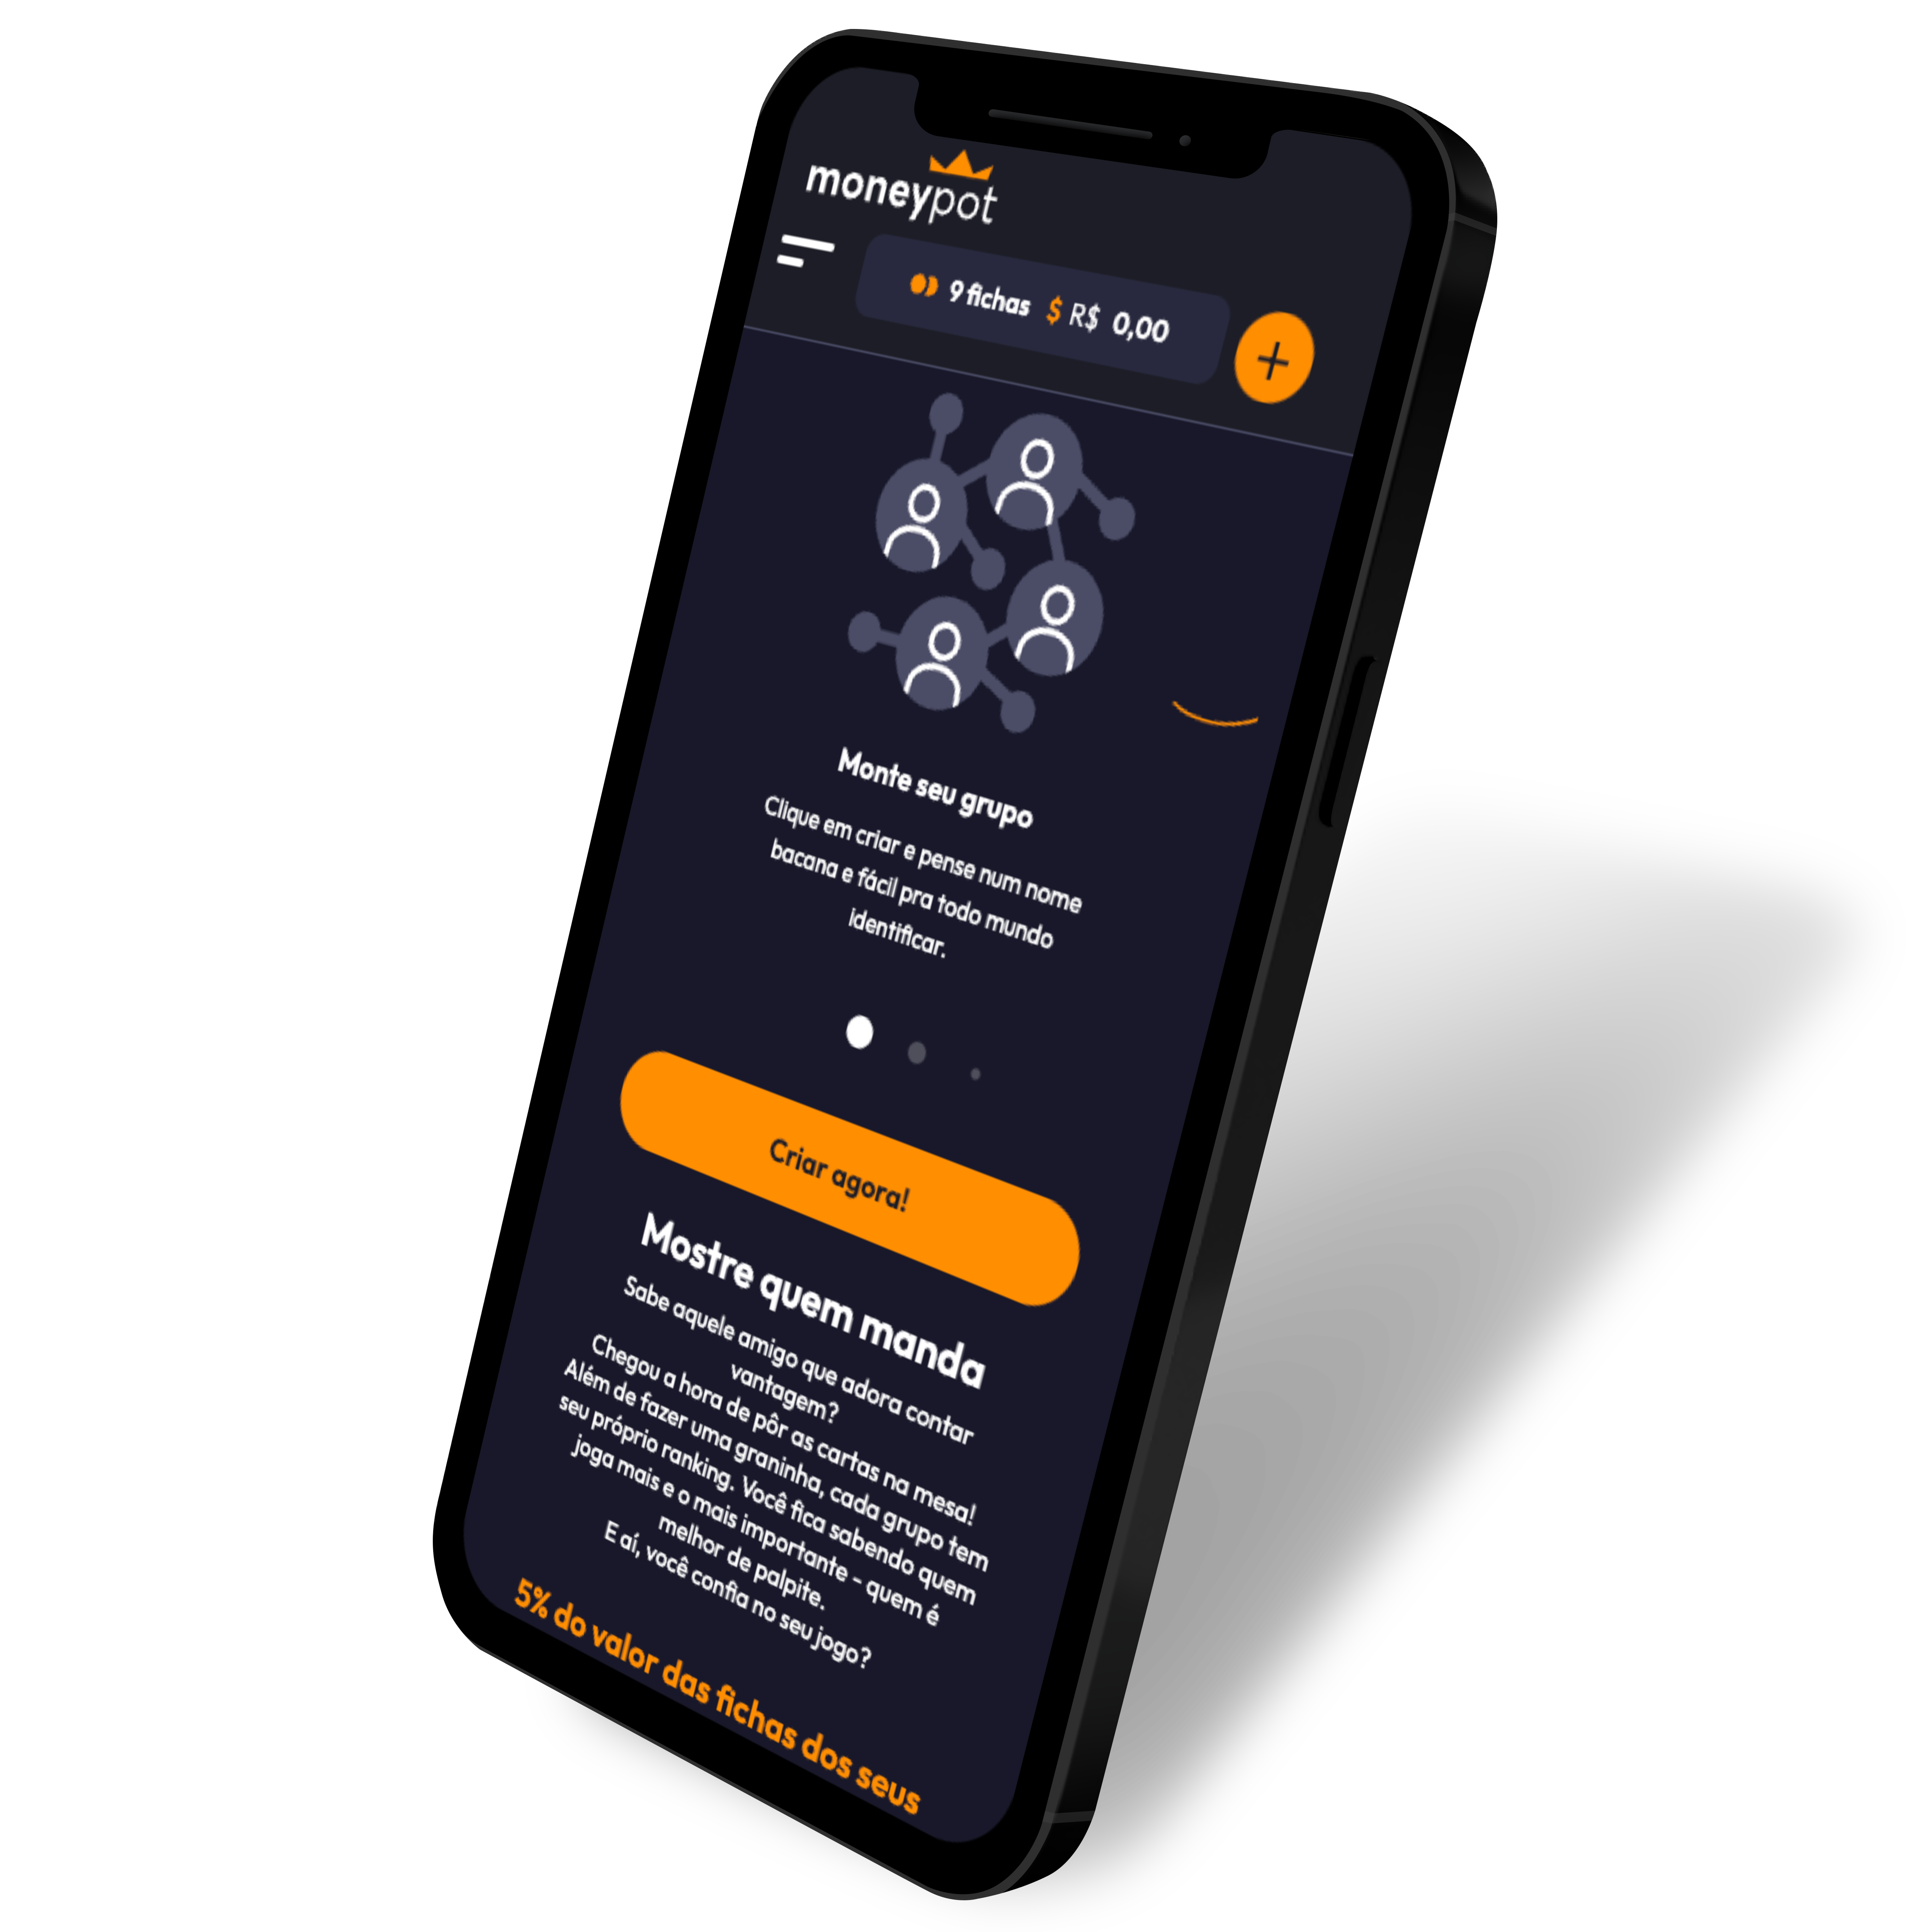 moneypot
9 fichas $ R$ 0,00
+
Monte seu grupo
Clique em criar e pense num nome
bacana e fácil pra todo mundo
identificar.
Criar agora!
Mostre quem manda
Sabe aquele amigo que adora contar
vantagem?
Chegou a hora de pôr as cartas na mesa!
Além de fazer uma graninha, cada grupo tem
seu próprio ranking. Você fica sabendo quem
joga mais e o mais importante - quem é
melhor de palpite.
E aí, você confia no seu jogo?
5% do valor das fichas dos seus